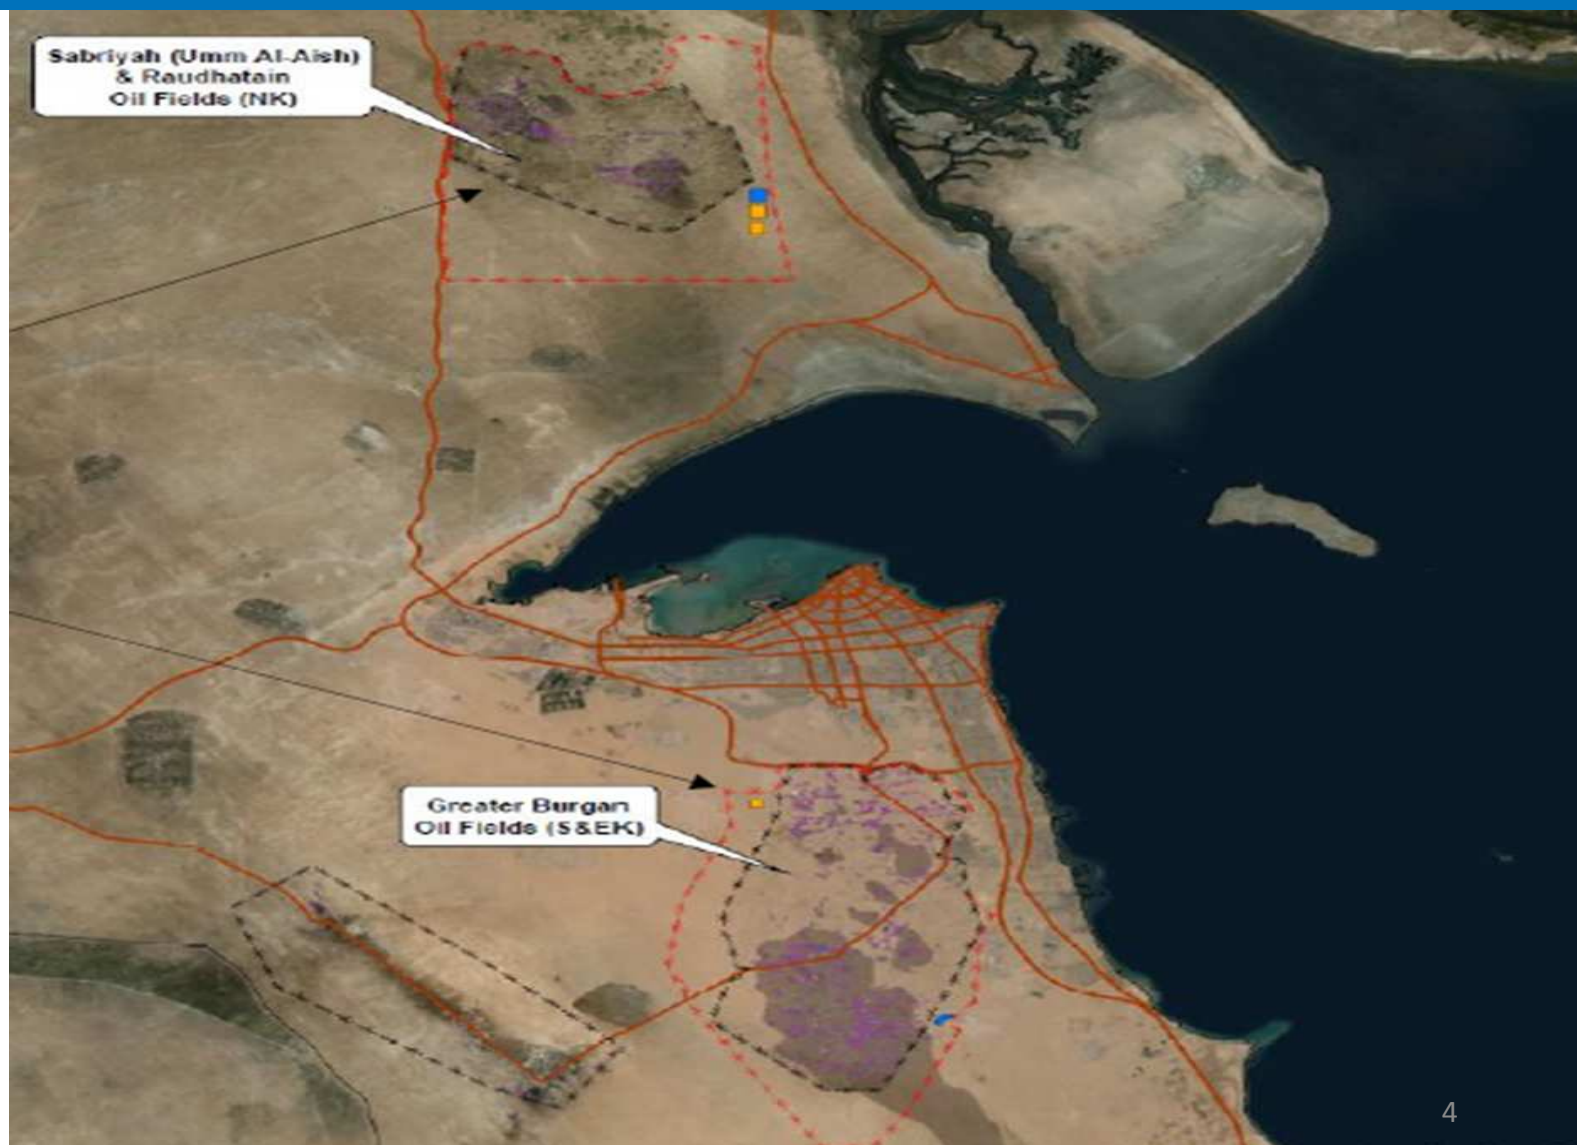 Sabriyah (Umm Al-Aish)
& Raudhatain
Oil Fields (NK)
Greater Burgan
Oil Fields (S&EK)
4